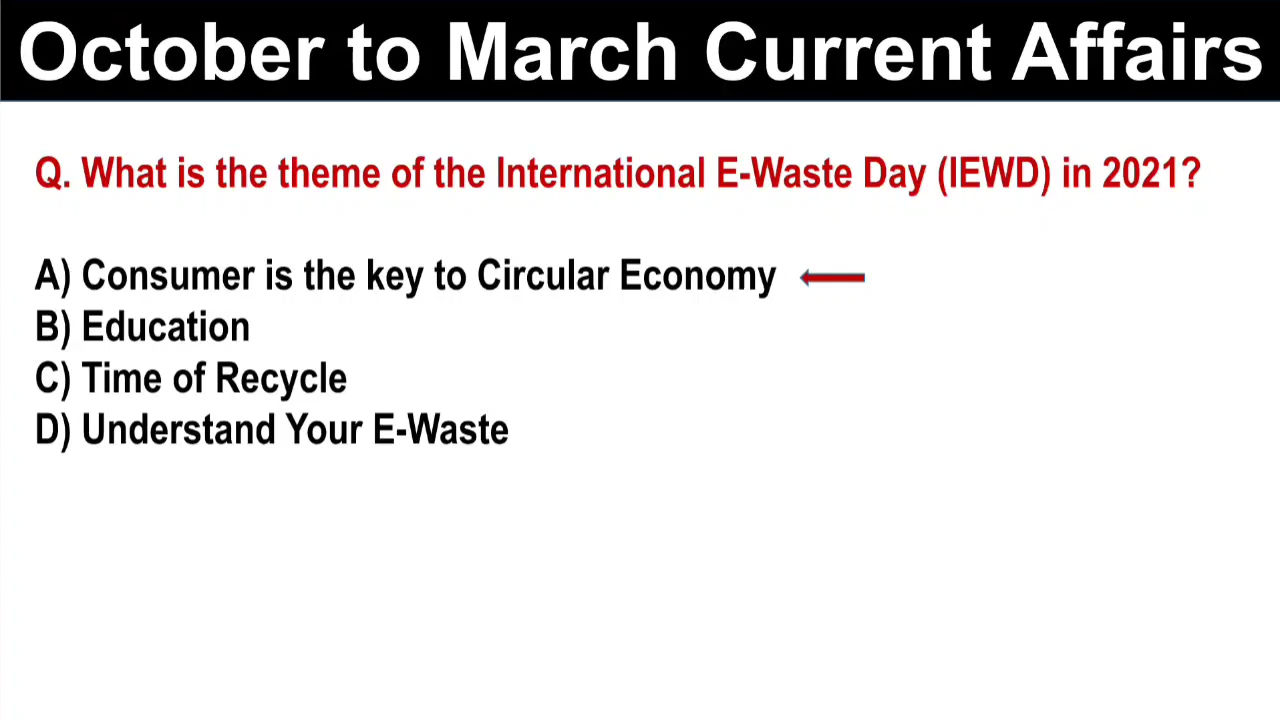 October to March Current Affairs
Q. What is the theme of the International E-Waste Day (IEWD) in 2021?
A) Consumer is the key to Circular Economy
B) Education
C) Time of Recycle
D) Understand Your E-Waste